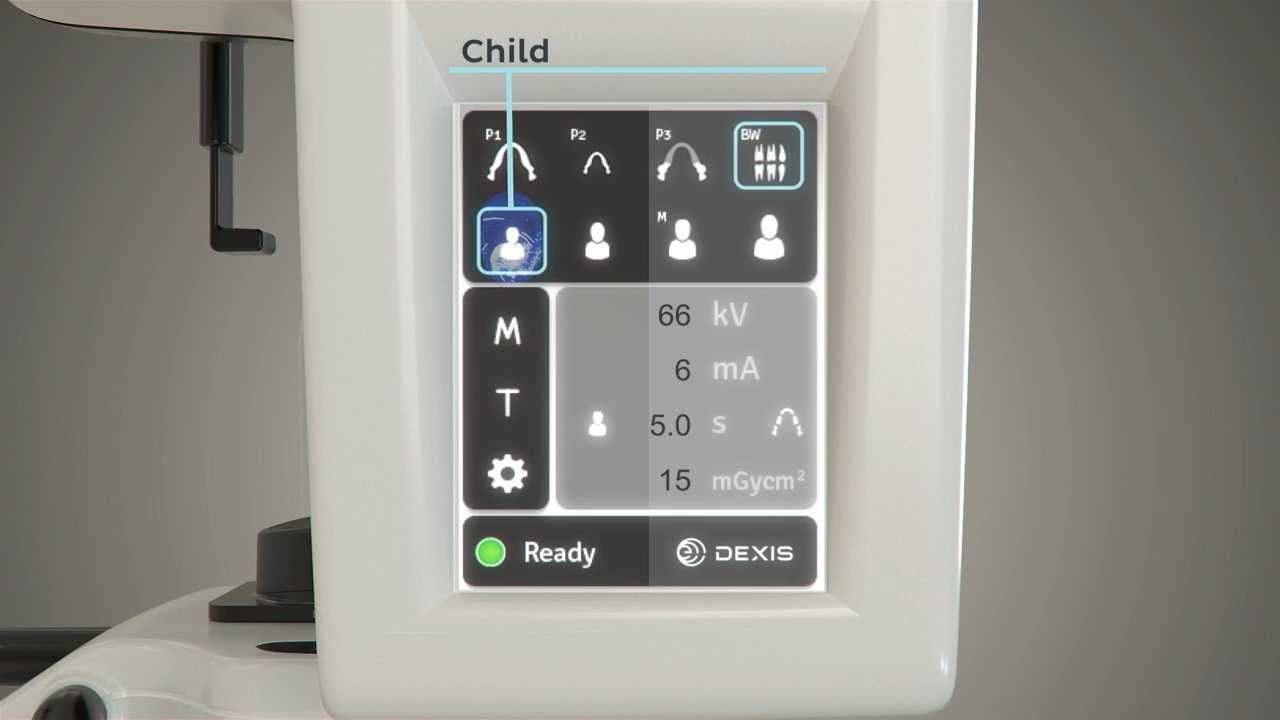 Child
P1 P2 P3 BW
M
M
66 kV
6 mA
T
5.0 s
15 mGycm²
Ready DEXIS